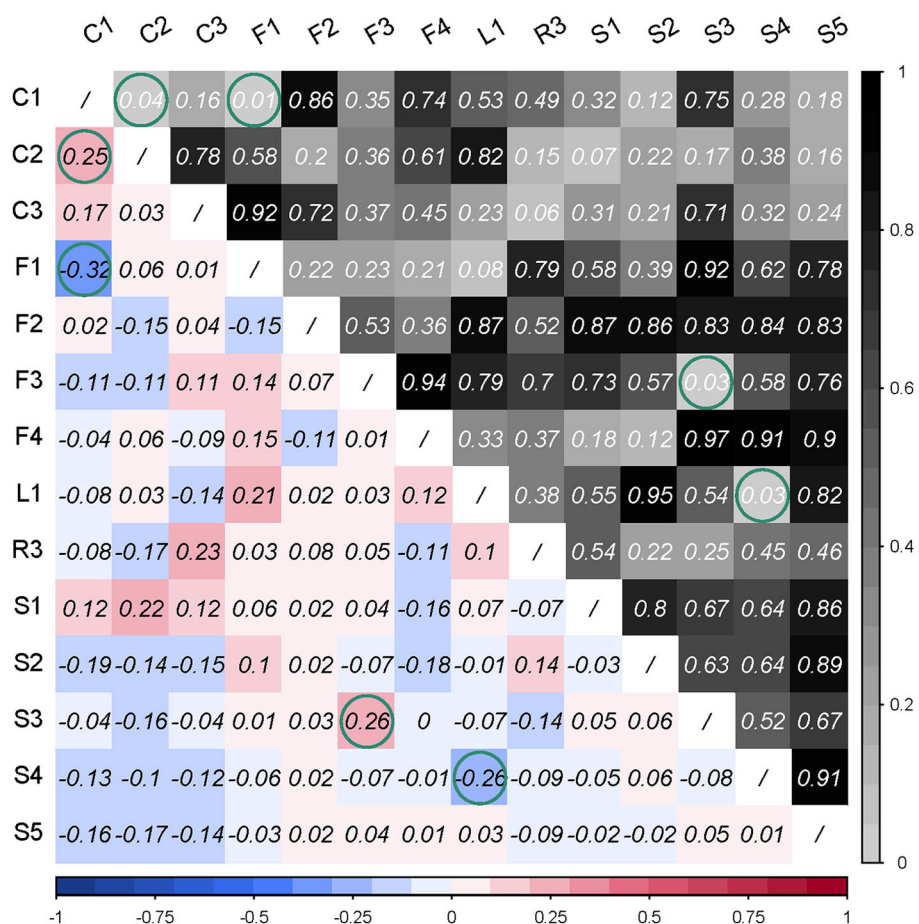 C1 C2 C3 F1 F2 F3 F4 L1 R3 S1 S2 S3 S4 S5
C1 / 0.04 0.16 0.01 0.86 0.35 0.74 0.53 0.49 0.32 0.12 0.75 0.28 0.18
C2 0.25 / 0.78 0.58 0.2 0.36 0.61 0.82 0.15 0.07 0.22 0.17 0.38 0.16
C3 0.17 0.03 / 0.92 0.72 0.37 0.45 0.23 0.06 0.31 0.21 0.71 0.32 0.24
F1 -0.32 0.06 0.01 / 0.22 0.23 0.21 0.08 0.79 0.58 0.39 0.92 0.62 0.78
F2 0.02 -0.15 0.04 -0.15 / 0.53 0.36 0.87 0.52 0.87 0.86 0.83 0.84 0.83
F3 -0.11 -0.11 0.11 0.14 0.07 / 0.94 0.79 0.7 0.73 0.57 0.03 0.58 0.76
F4 -0.04 0.06 -0.09 0.15 -0.11 0.01 / 0.33 0.37 0.18 0.12 0.97 0.91 0.9
L1 -0.08 0.03 -0.14 0.21 0.02 0.03 0.12 / 0.38 0.55 0.95 0.54 0.03 0.82
R3 -0.08 -0.17 0.23 0.03 0.08 0.05 -0.11 0.1 / 0.54 0.22 0.25 0.45 0.46
S1 0.12 0.22 0.12 0.06 0.02 0.04 -0.16 0.07 -0.07 / 0.8 0.67 0.64 0.86
S2 -0.19 -0.14 -0.15 0.1 0.02 -0.07 -0.18 -0.01 0.14 -0.03 / 0.63 0.64 0.89
S3 -0.04 -0.16 -0.04 0.01 0.03 0.26 0 -0.07 -0.14 0.05 0.06 / 0.52 0.67
S4 -0.13 -0.1 -0.12 -0.06 0.02 -0.07 -0.01 -0.26 -0.09 -0.05 0.06 -0.08 / 0.91
S5 -0.16 -0.17 -0.14 -0.03 0.02 0.04 0.01 0.03 -0.09 -0.02 -0.02 0.05 0.01 /
1
0.8
0.6
0.4
0.2
0
-1 -0.75 -0.5 -0.25 0 0.25 0.5 0.75 1